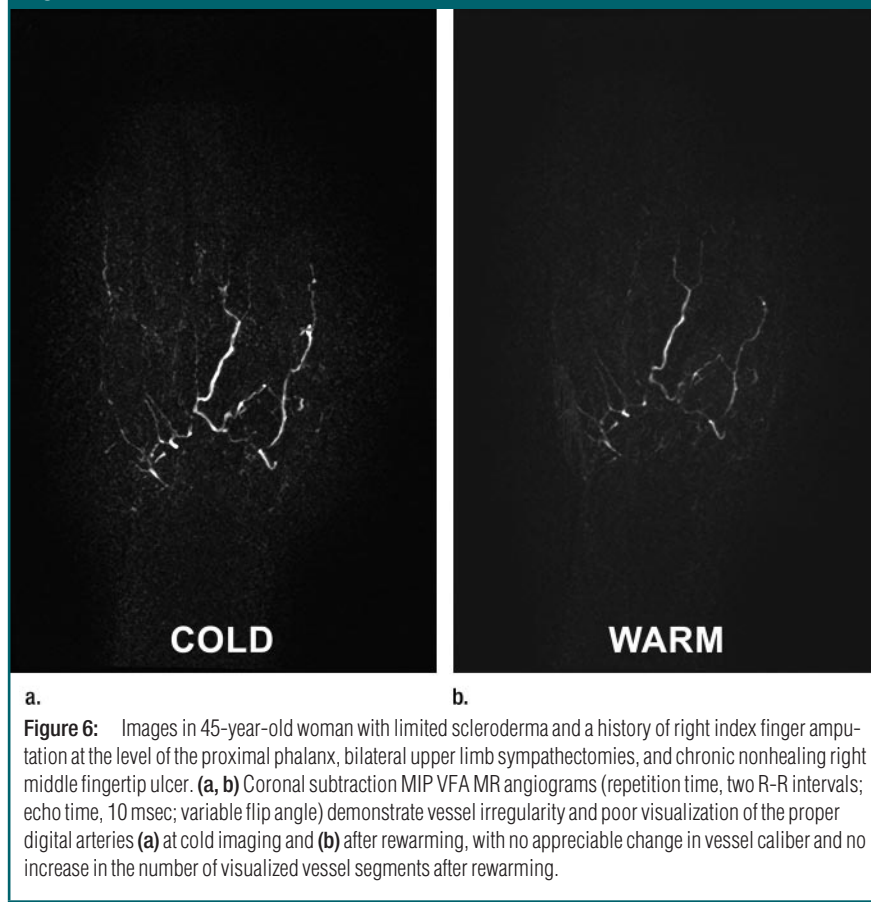 COLD
WARM
a.
b.
Figure 6: Images in 45-year-old woman with limited scleroderma and a history of right index finger ampu-
tation at the level of the proximal phalanx, bilateral upper limb sympathectomies, and chronic nonhealing right
middle fingertip ulcer. (a, b) Coronal subtraction MIP VFA MR angiograms (repetition time, two R-R intervals;
echo time, 10 msec; variable flip angle) demonstrate vessel irregularity and poor visualization of the proper
digital arteries (a) at cold imaging and (b) after rewarming, with no appreciable change in vessel caliber and no
increase in the number of visualized vessel segments after rewarming.